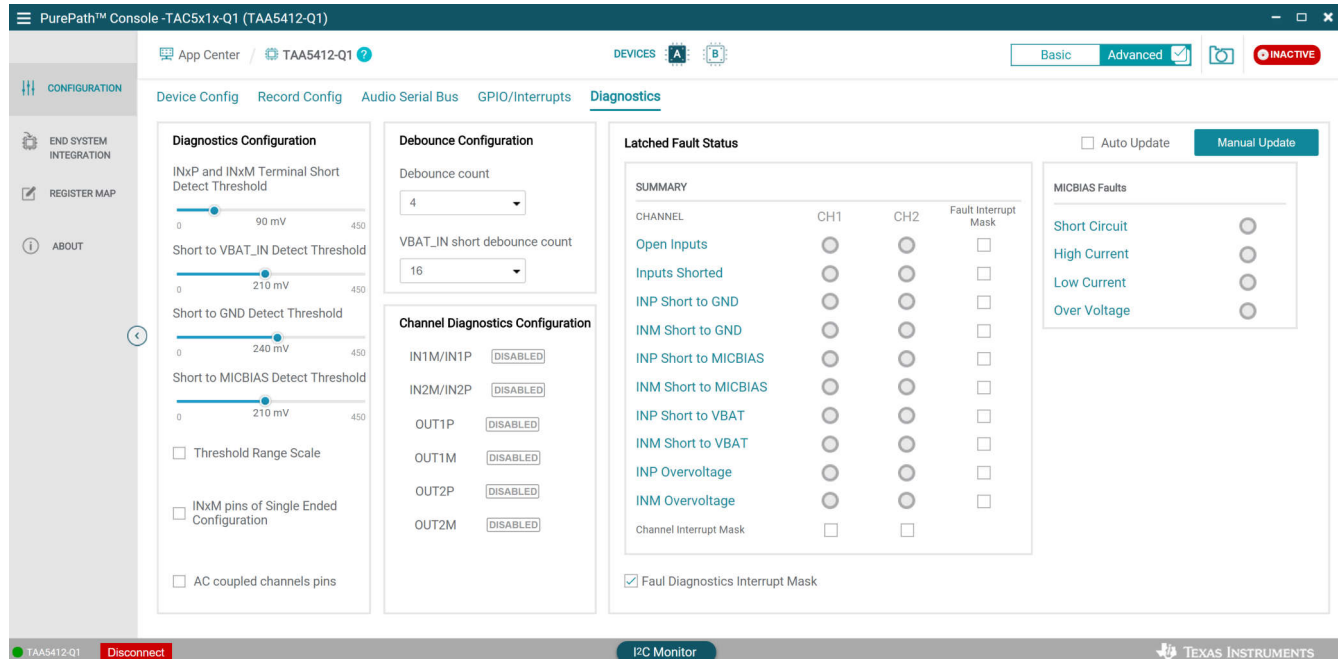 PurePath™ Console -TAC5x1x-Q1 (TAA5412-Q1)
App Center / TAA5412-Q1 ?
DEVICES A B
Basic Advanced
INACTIVE
CONFIGURATION
END SYSTEM
INTEGRATION
REGISTER MAP
ABOUT
Device Config Record Config Audio Serial Bus GPIO/Interrupts Diagnostics
Diagnostics Configuration
INxP and INxM Terminal Short
Detect Threshold
90 mV
0 450
Short to VBAT_IN Detect Threshold
210 mV
0 450
Short to GND Detect Threshold
240 mV
0 450
Short to MICBIAS Detect Threshold
210 mV
0 450
Threshold Range Scale
INxM pins of Single Ended
Configuration
AC coupled channels pins
Debounce Configuration
Debounce count
4
VBAT_IN short debounce count
16
Channel Diagnostics Configuration
IN1M/IN1P DISABLED
IN2M/IN2P DISABLED
OUT1P DISABLED
OUT1M DISABLED
OUT2P DISABLED
OUT2M DISABLED
Latched Fault Status
Auto Update
Manual Update
SUMMARY
CHANNEL CH1 CH2 Fault Interrupt
Mask
Open Inputs
Inputs Shorted
INP Short to GND
INM Short to GND
INP Short to MICBIAS
INM Short to MICBIAS
INP Short to VBAT
INM Short to VBAT
INP Overvoltage
INM Overvoltage
Channel Interrupt Mask
Faul Diagnostics Interrupt Mask
MICBIAS Faults
Short Circuit
High Current
Low Current
Over Voltage
TAA5412-Q1 Disconnect
I²C Monitor
TEXAS INSTRUMENTS